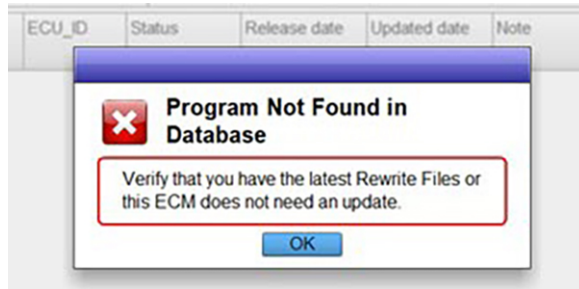 ECU_ID Status Release date Updated date Note
Program Not Found in
Database
Verify that you have the latest Rewrite Files or
this ECM does not need an update.
OK